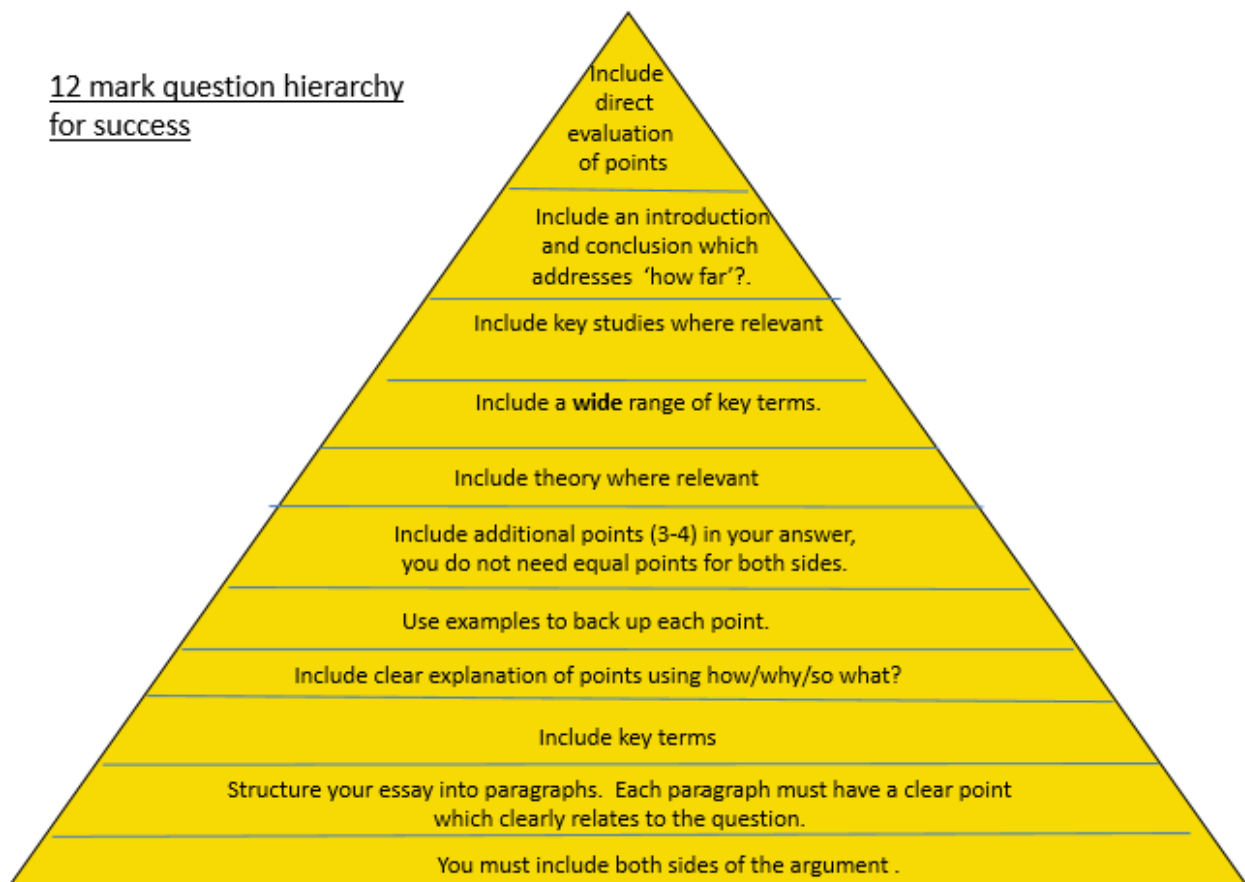 12 mark question hierarchy
for success
Include
direct
evaluation
of points
Include an introduction
and conclusion which
addresses ‘how far’?.
Include key studies where relevant
Include a wide range of key terms.
Include theory where relevant
Include additional points (3-4) in your answer,
you do not need equal points for both sides.
Use examples to back up each point.
Include clear explanation of points using how/why/so what?
Include key terms
Structure your essay into paragraphs. Each paragraph must have a clear point
which clearly relates to the question.
You must include both sides of the argument .